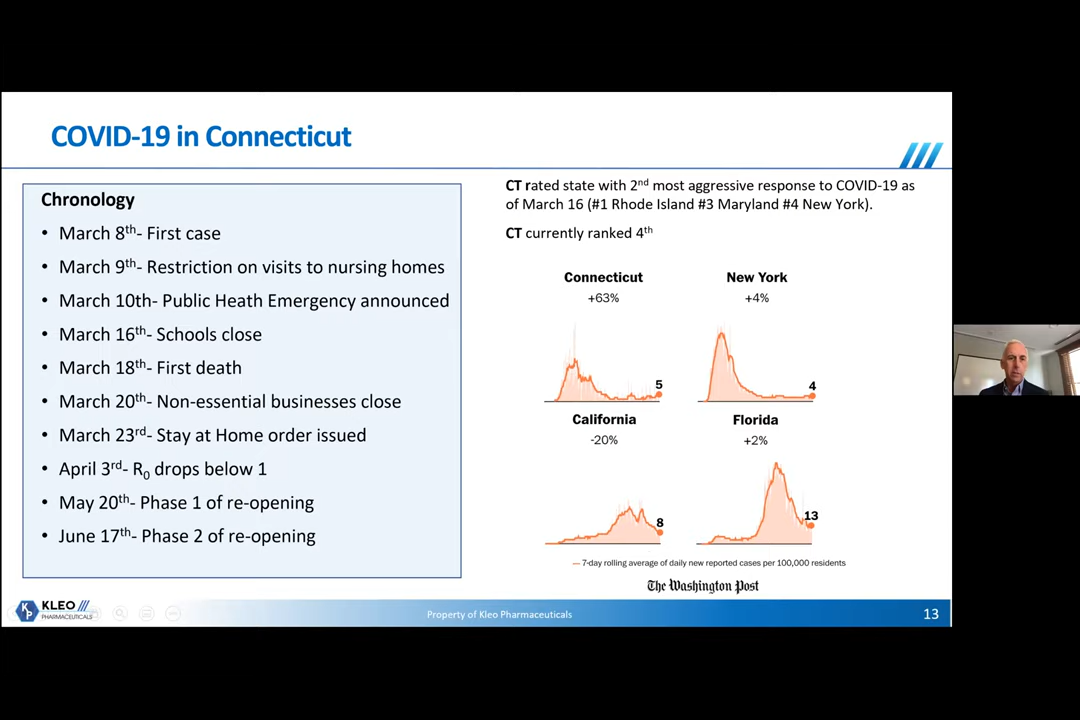 COVID-19 in Connecticut
Chronology
• March 8th- First case
• March 9th- Restriction on visits to nursing homes
• March 10th- Public Heath Emergency announced
• March 16th- Schools close
• March 18th- First death
• March 20th- Non-essential businesses close
• March 23rd- Stay at Home order issued
• April 3rd- R0 drops below 1
• May 20th- Phase 1 of re-opening
• June 17th- Phase 2 of re-opening
CT rated state with 2nd most aggressive response to COVID-19 as
of March 16 (#1 Rhode Island #3 Maryland #4 New York).
CT currently ranked 4th
Connecticut
+63%
5
New York
+4%
4
California
-20%
8
Florida
+2%
13
7-day rolling average of daily new reported cases per 100,000 residents
The Washington Post
KP
KLEO
PHARMACEUTICALS
Property of Kleo Pharmaceuticals
13